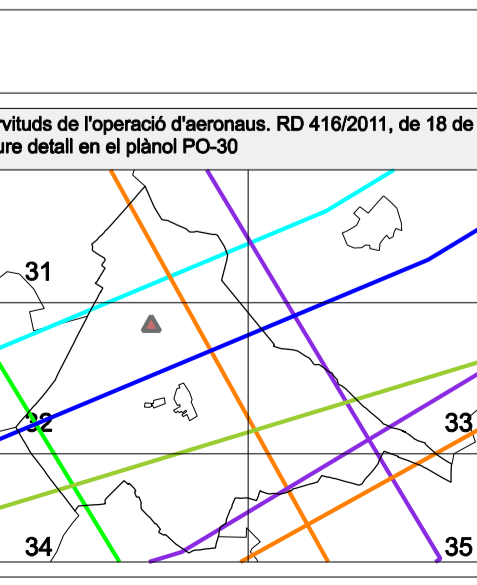 rvituds de l'operació d'aeronaus. RD 416/2011, de 18 de
ure detall en el plànol PO-30
31
32
33
34
35